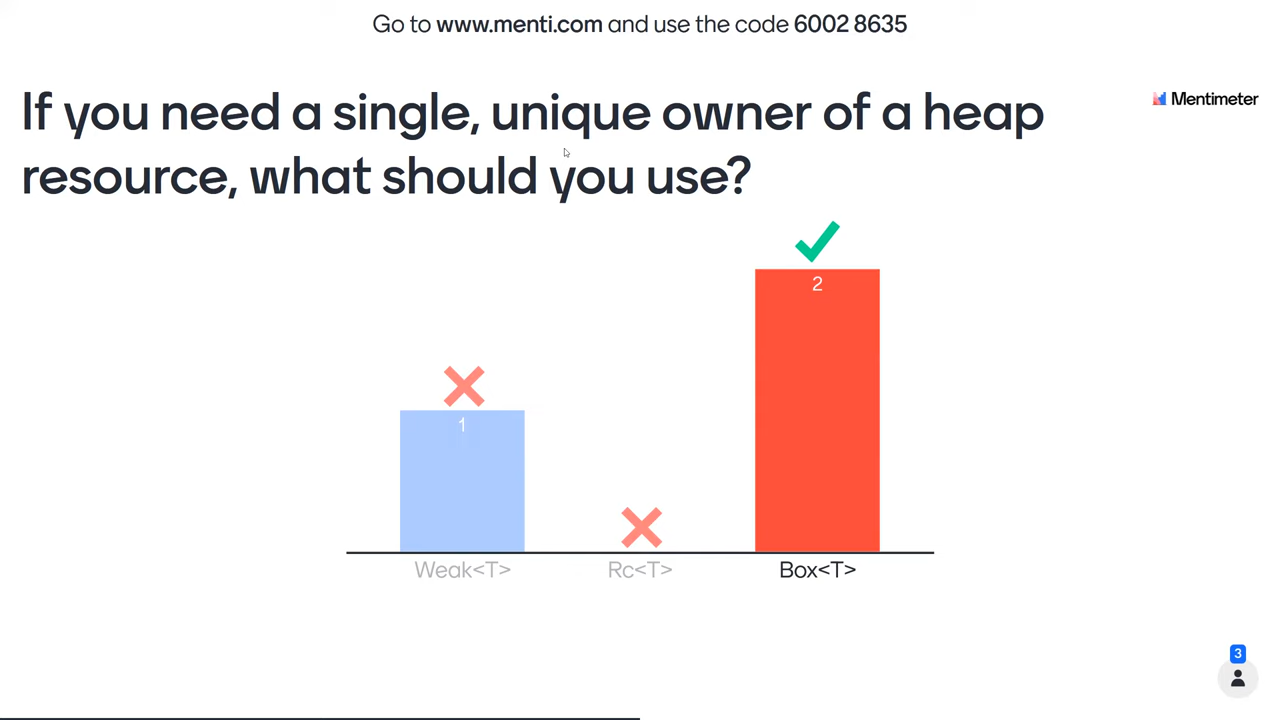 Go to www.menti.com and use the code 6002 8635
If you need a single, unique owner of a heap
resource, what should you use?
Mentimeter
2
1
Weak<T>
Rc<T>
Box<T>
3